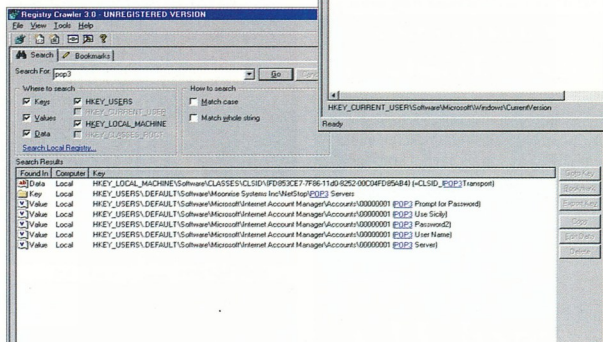 Registry Crawler 3.0 - UNREGISTERED VERSION
File View Tools Help
Search Bookmarks
Search For: pop3
Go
Where to search
Keys
HKEY_USERS
HKEY_CURRENT_USER
Values
HKEY_LOCAL_MACHINE
Data
HKEY_CLASSES_ROOT
Search Local Registry...
How to search
Match case
Match whole string
HKEY_CURRENT_USER\Software\Microsoft\Windows\CurrentVersion
Ready
Search Results
Found In Computer Key
Data Local HKEY_LOCAL_MACHINE\Software\CLASSES\CLSID\{FD853CE7-7F86-11d0-8252-00C04FD85AB4} (=CLSID_IPOP3Transport)
Key Local HKEY_USERS\.DEFAULT\Software\Moonrise Systems Inc\NetStop\POP3 Servers
Value Local HKEY_USERS\.DEFAULT\Software\Microsoft\Internet Account Manager\Accounts\00000001 (POP3 Prompt for Password)
Value Local HKEY_USERS\.DEFAULT\Software\Microsoft\Internet Account Manager\Accounts\00000001 (POP3 Use Sicily)
Value Local HKEY_USERS\.DEFAULT\Software\Microsoft\Internet Account Manager\Accounts\00000001 (POP3 Password2)
Value Local HKEY_USERS\.DEFAULT\Software\Microsoft\Internet Account Manager\Accounts\00000001 (POP3 User Name)
Value Local HKEY_USERS\.DEFAULT\Software\Microsoft\Internet Account Manager\Accounts\00000001 (POP3 Server)
Goto Key
Bookmark
Export Key
Copy
Edit Data
Delete